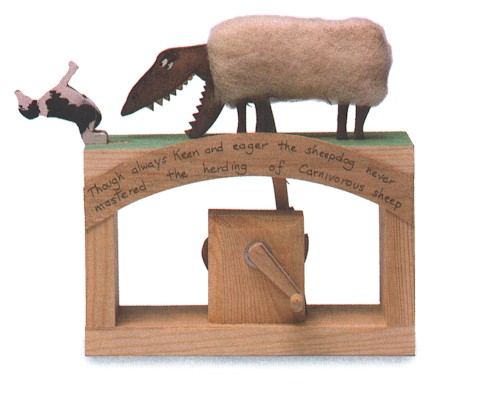 Though always keen and eager the sheepdog never
mastered the herding of Carnivorous sheep